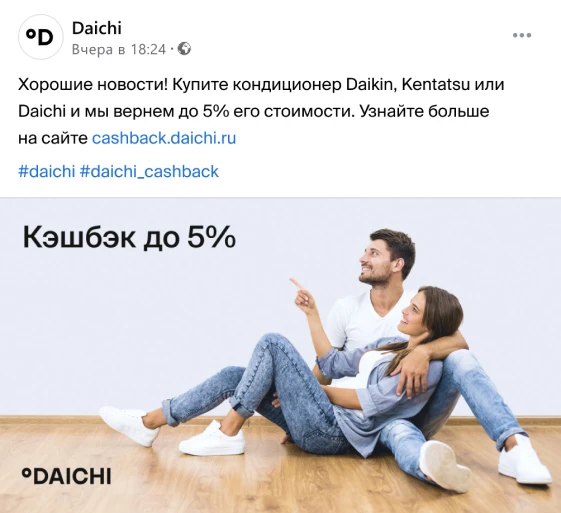 °D
Daichi
Вчера в 18:24 ·
Хорошие новости! Купите кондиционер Daikin, Kentatsu или
Daichi и мы вернем до 5% его стоимости. Узнайте больше
на сайте cashback.daichi.ru
#daichi #daichi_cashback
Кэшбэк до 5%
°DAICHI